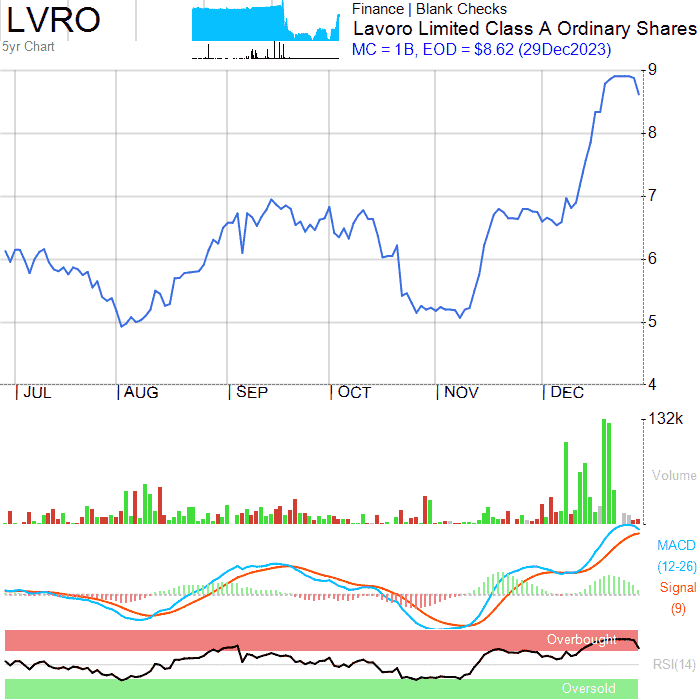 LVRO
5yr Chart
Finance | Blank Checks
Lavoro Limited Class A Ordinary Shares
MC = 1B, EOD = $8.62 (29Dec2023)
9
8
7
6
5
4
JUL AUG SEP OCT NOV DEC
132k
Volume
MACD
(12-26)
Signal
(9)
Overbought
RSI(14)
Oversold